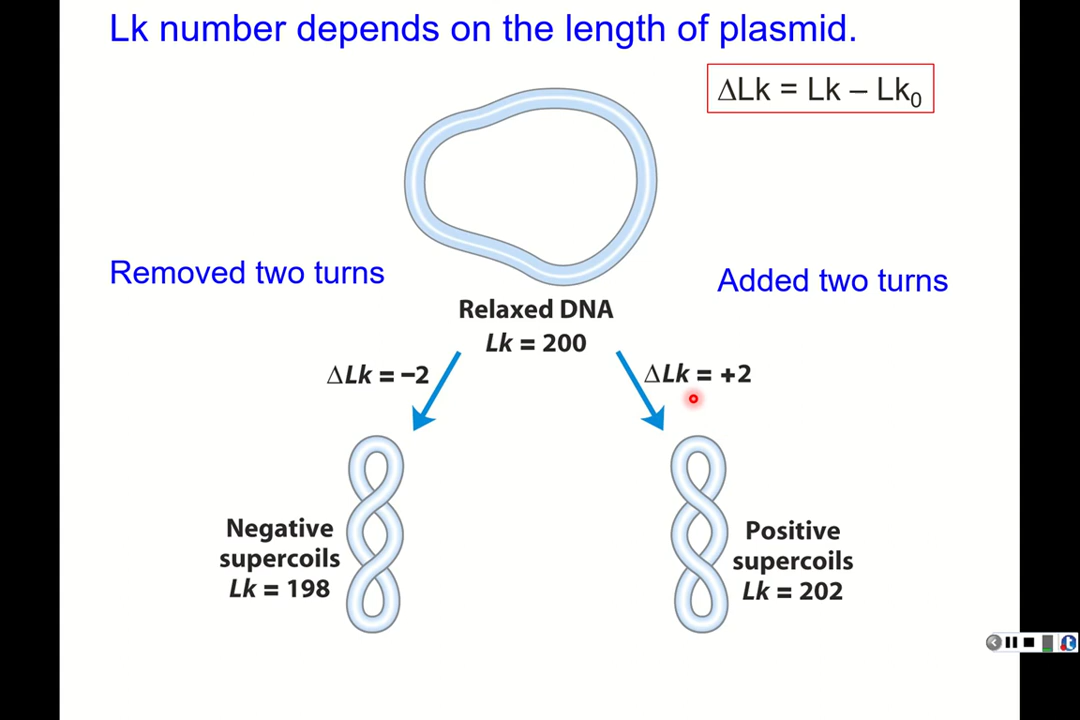 Lk number depends on the length of plasmid.
ΔLk = Lk – Lk₀
Removed two turns
Added two turns
Relaxed DNA
Lk = 200
ΔLk = –2
ΔLk = +2
Negative
supercoils
Lk = 198
Positive
supercoils
Lk = 202
t